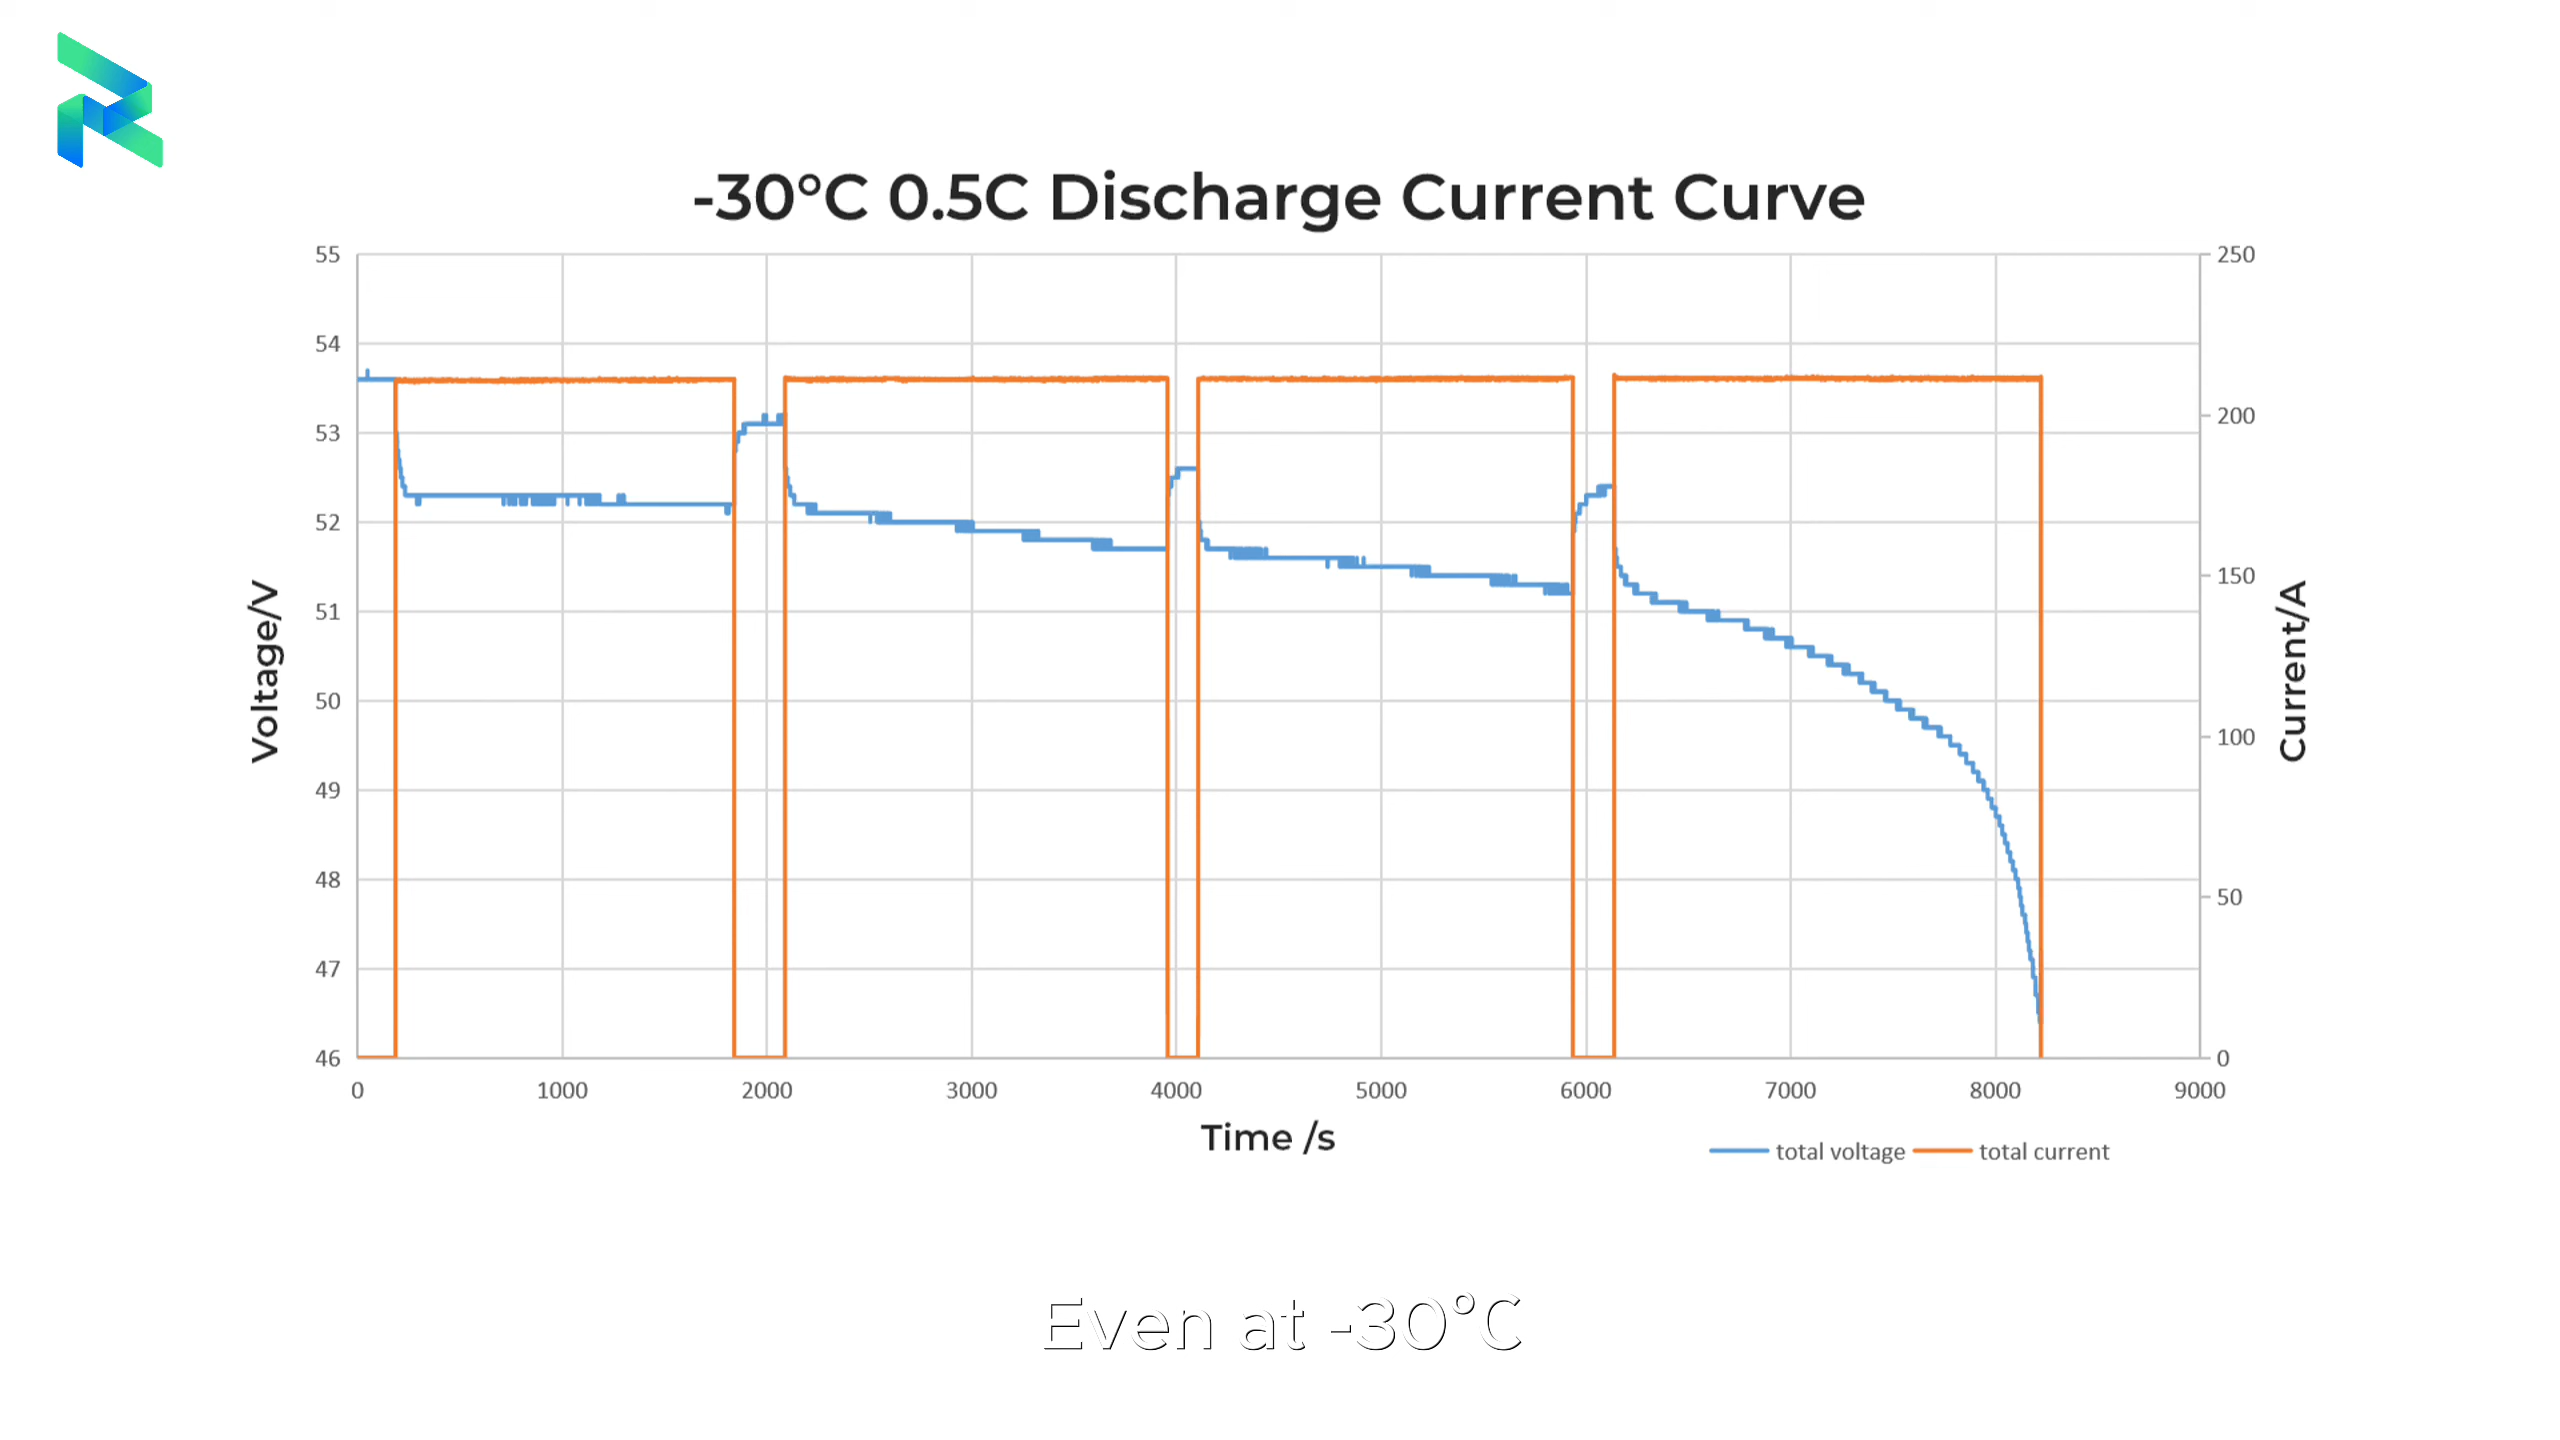 -30°C 0.5C Discharge Current Curve
55
54
53
52
51
50
49
48
47
46
Voltage/V
250
200
150
100
50
0
Current/A
0 1000 2000 3000 4000 5000 6000 7000 8000 9000
Time /s
total voltage total current
Even at -30°C